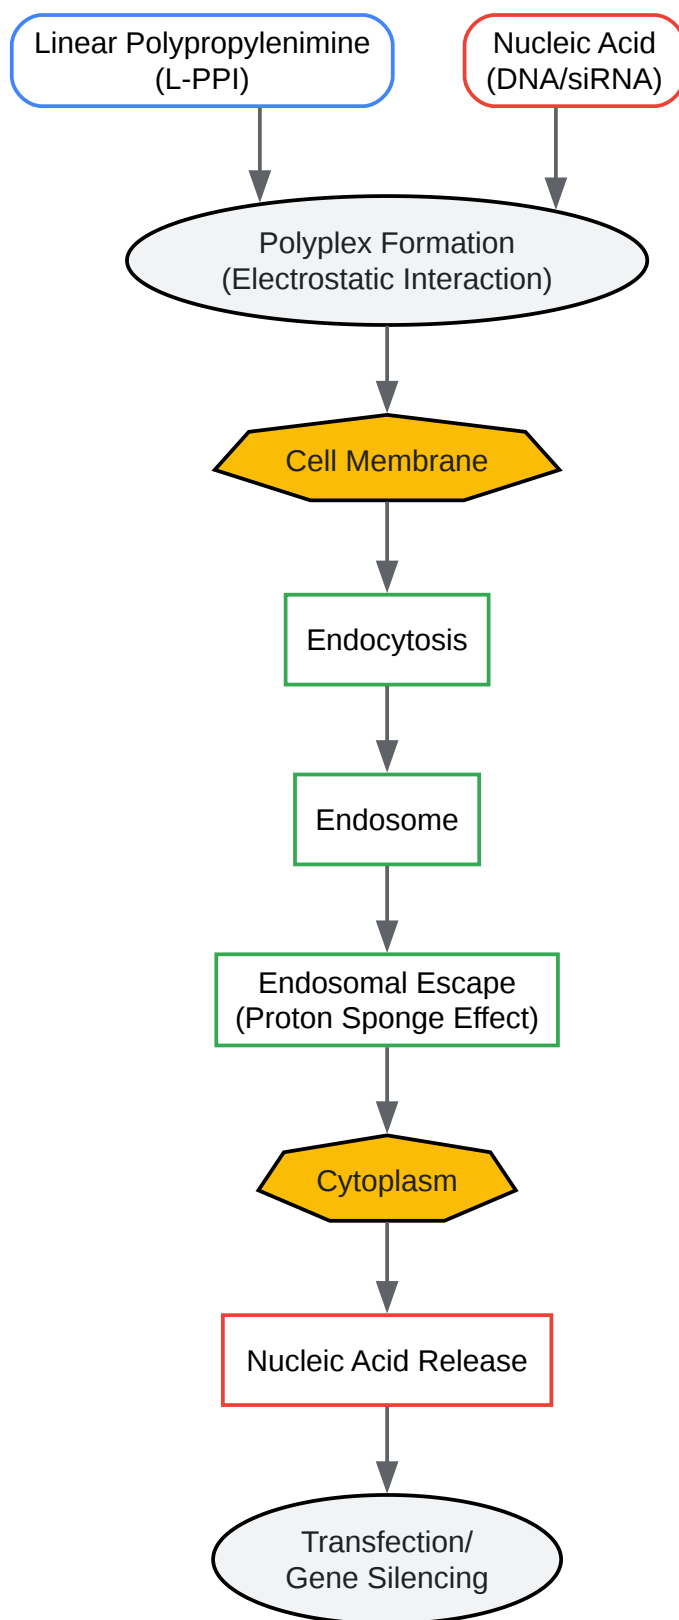 Linear Polypropylenimine
(L-PPI)
Nucleic Acid
(DNA/siRNA)
Polyplex Formation
(Electrostatic Interaction)
Cell Membrane
Endocytosis
Endosome
Endosomal Escape
(Proton Sponge Effect)
Cytoplasm
Nucleic Acid Release
Transfection/
Gene Silencing